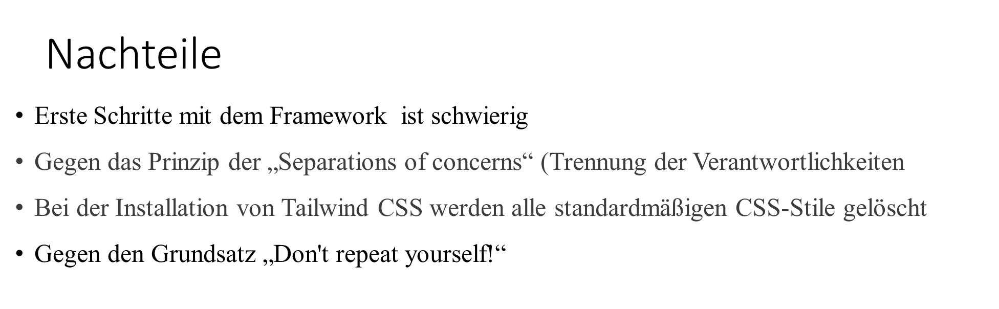 Nachteile
• Erste Schritte mit dem Framework  ist schwierig
• Gegen das Prinzip der „Separations of concerns“ (Trennung der Verantwortlichkeiten
• Bei der Installation von Tailwind CSS werden alle standardmäßigen CSS-Stile gelöscht
• Gegen den Grundsatz „Don't repeat yourself!“